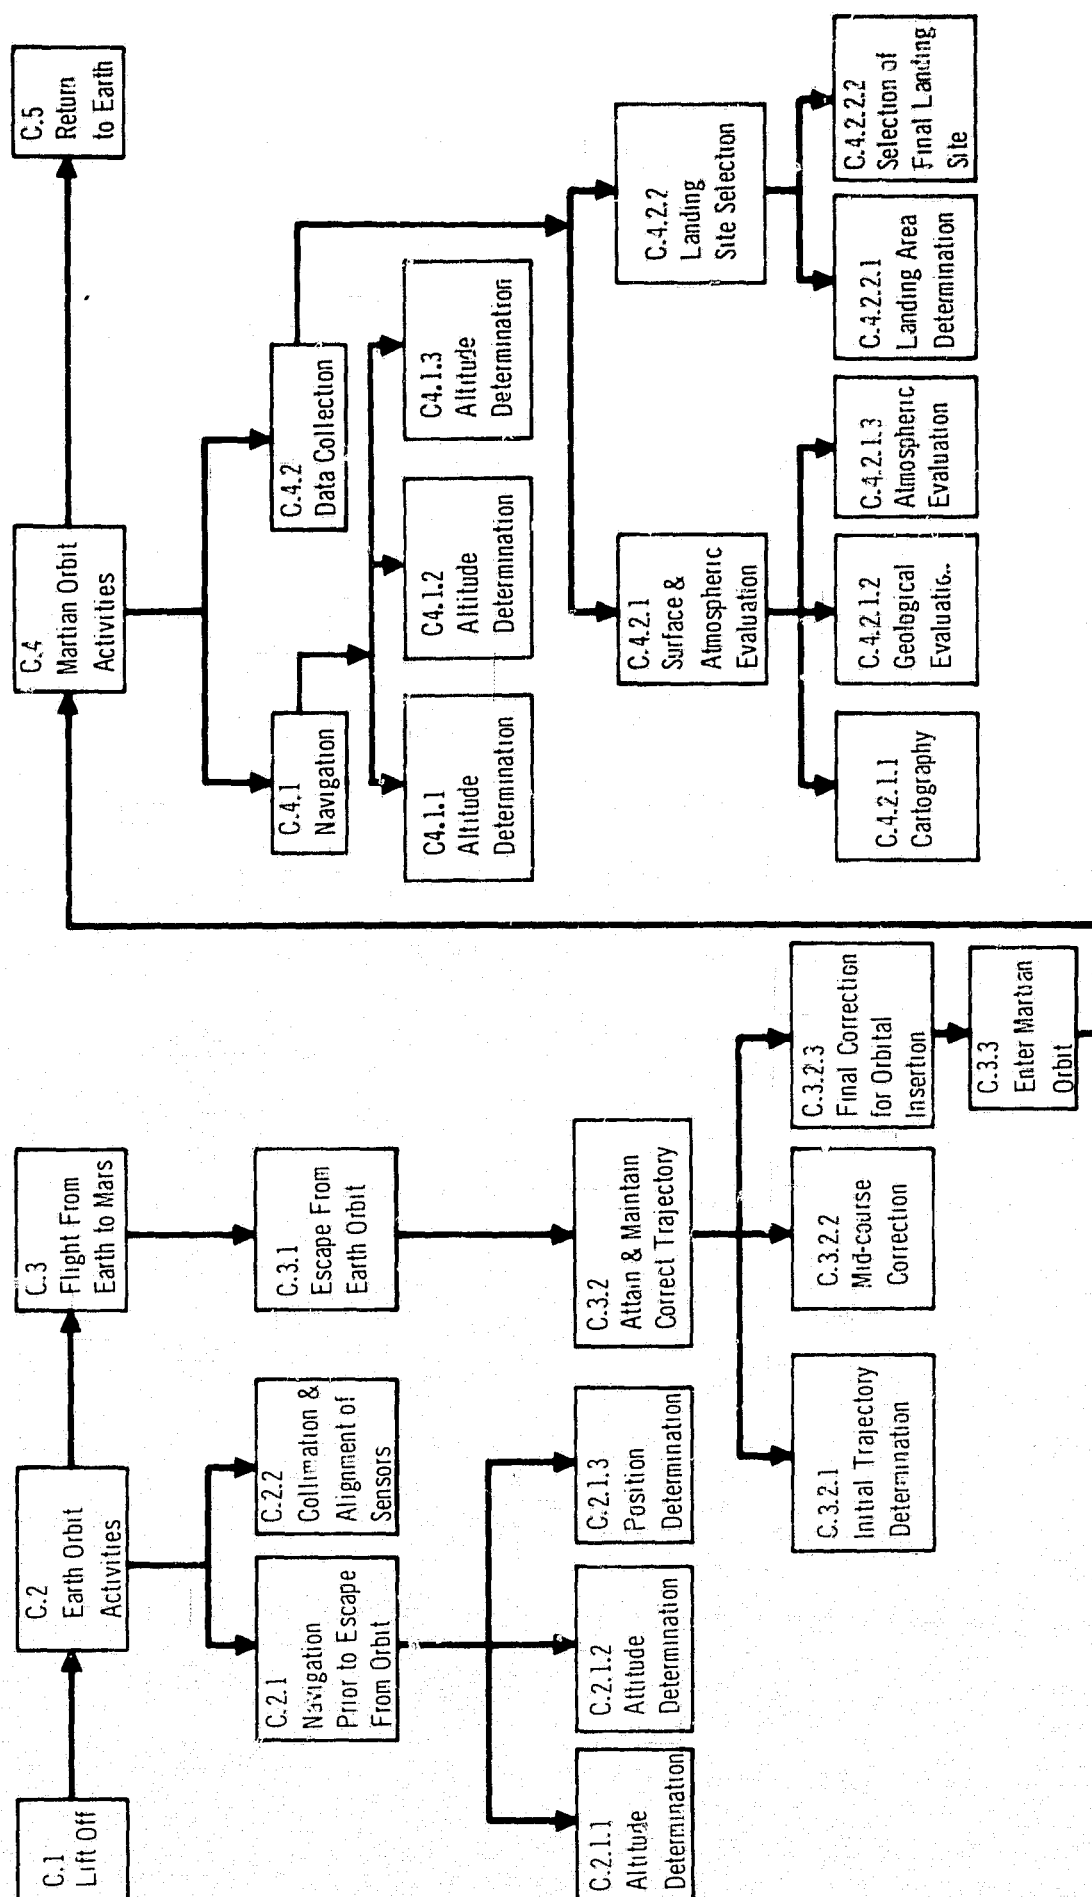 C.1
Lift Off
C.2
Earth Orbit
Activities
C.3
Flight From
Earth to Mars
C.4
Martian Orbit
Activities
C.5
Return
to Earth
C.2.1
Navigation
Prior to Escape
From Orbit
C.2.2
Collimation &
Alignment of
Sensors
C.3.1
Escape From
Earth Orbit
C.4.1
Navigation
C.4.2
Data Collection
C4.1.1
Altitude
Determination
C4.1.2
Altitude
Determination
C4.1.3
Altitude
Determination
C.2.1.1
Altitude
Determination
C.2.1.2
Attitude
Determination
C.2.1.3
Position
Determination
C.3.2
Attain & Maintain
Correct Trajectory
C.4.2.1
Surface &
Atmospheric
Evaluation
C.4.2.2
Landing
Site Selection
C.3.2.1
Initial Trajectory
Determination
C.3.2.2
Mid-course
Correction
C.3.2.3
Final Correction
for Orbital
Insertion
C.4.2.1.1
Cartography
C.4.2.1.2
Geological
C.4.2.1.3
Atmospheric
Evaluation
C.4.2.2.1
Landing Area
Determination
C.4.2.2.2
Selection of
Final Landing
Site
C.3.3
Enter Martian
Orbit